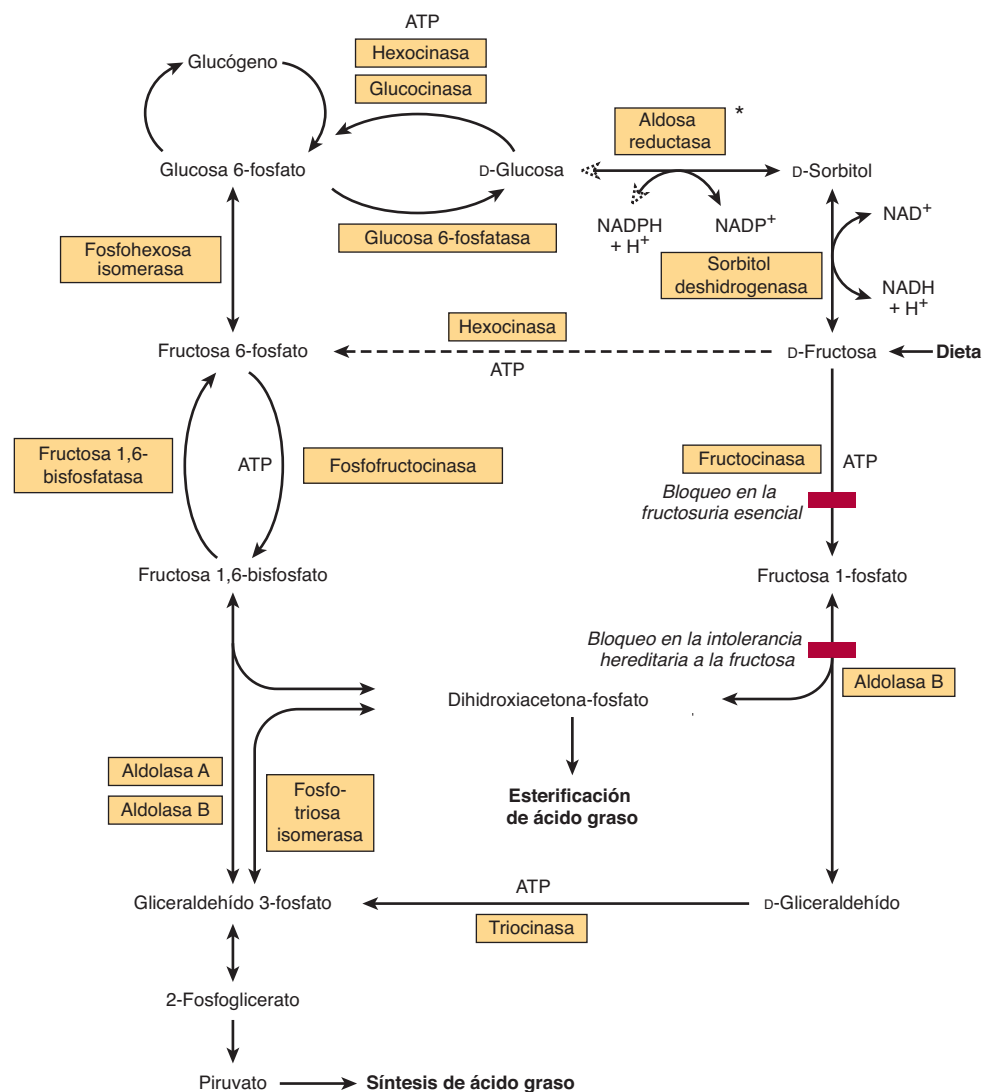 ATP
Hexocinasa
Glucógeno
Glucocinasa
Aldosa
reductasa
*
Glucosa 6-fosfato
D-Glucosa
D-Sorbitol
NADPH
+ H+
NADP+
NAD+
Glucosa 6-fosfatasa
Fosfohexosa
isomerasa
Sorbitol
deshidrogenasa
NADH
+ H+
Hexocinasa
Fructosa 6-fosfato
ATP
D-Fructosa
Dieta
Fructosa 1,6-
bisfosfatasa
ATP
Fosfofructocinasa
Fructocinasa
ATP
Bloqueo en la
fructosuria esencial
Fructosa 1,6-bisfosfato
Fructosa 1-fosfato
Bloqueo en la intolerancia
hereditaria a la fructosa
Aldolasa B
Dihidroxiacetona-fosfato
Aldolasa A
Aldolasa B
Fosfo-
triosa
isomerasa
Esterificación
de ácido graso
ATP
Gliceraldehído 3-fosfato
D-Gliceraldehído
Triocinasa
2-Fosfoglicerato
Piruvato
Síntesis de ácido graso